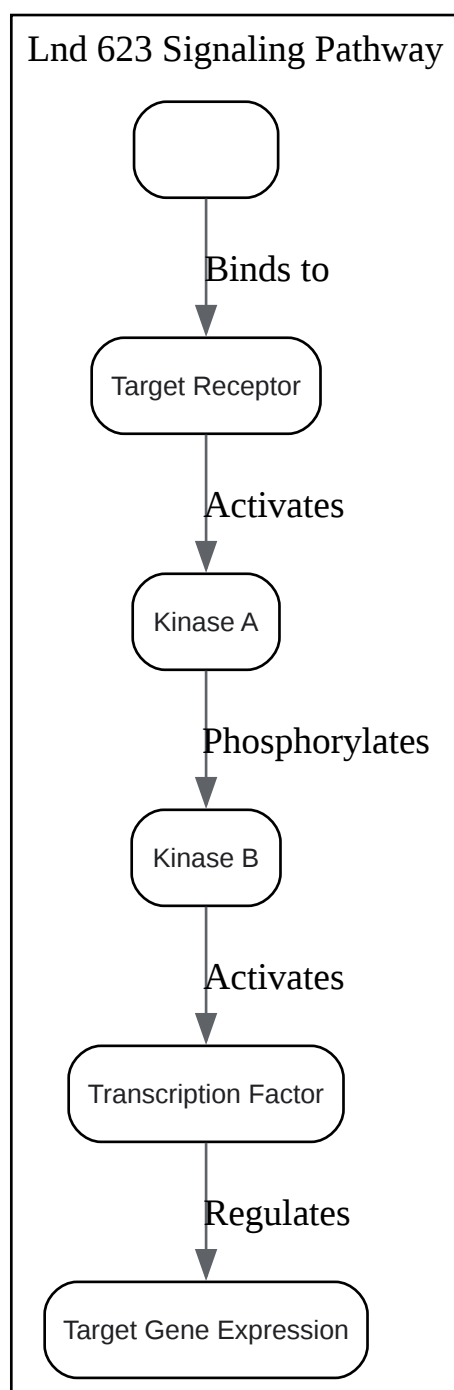 Lnd 623 Signaling Pathway
Binds to
Target Receptor
Activates
Kinase A
Phosphorylates
Kinase B
Activates
Transcription Factor
Regulates
Target Gene Expression